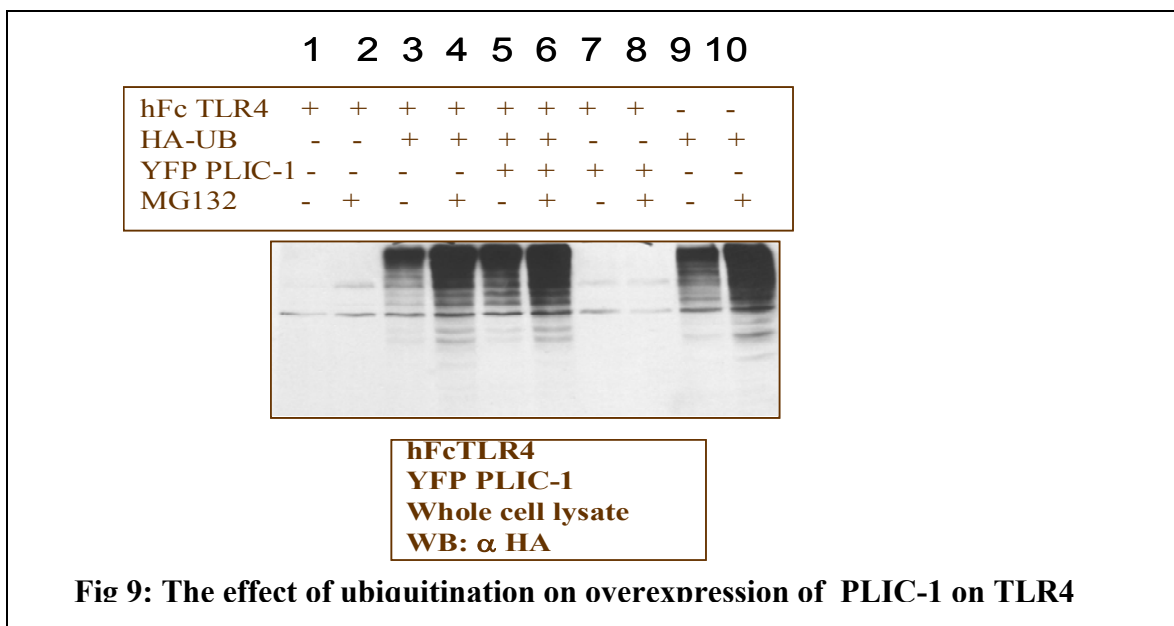 1 2 3 4 5 6 7 8 9 10
hFc TLR4 + + + + + + + + - -
HA-UB - - + + + + - - + +
YFP PLIC-1 - - - - + + + + - -
MG132 - + - + - + - + - +
hFcTLR4
YFP PLIC-1
Whole cell lysate
WB: α HA
Fig 9: The effect of ubiquitination on overexpression of PLIC-1 on TLR4